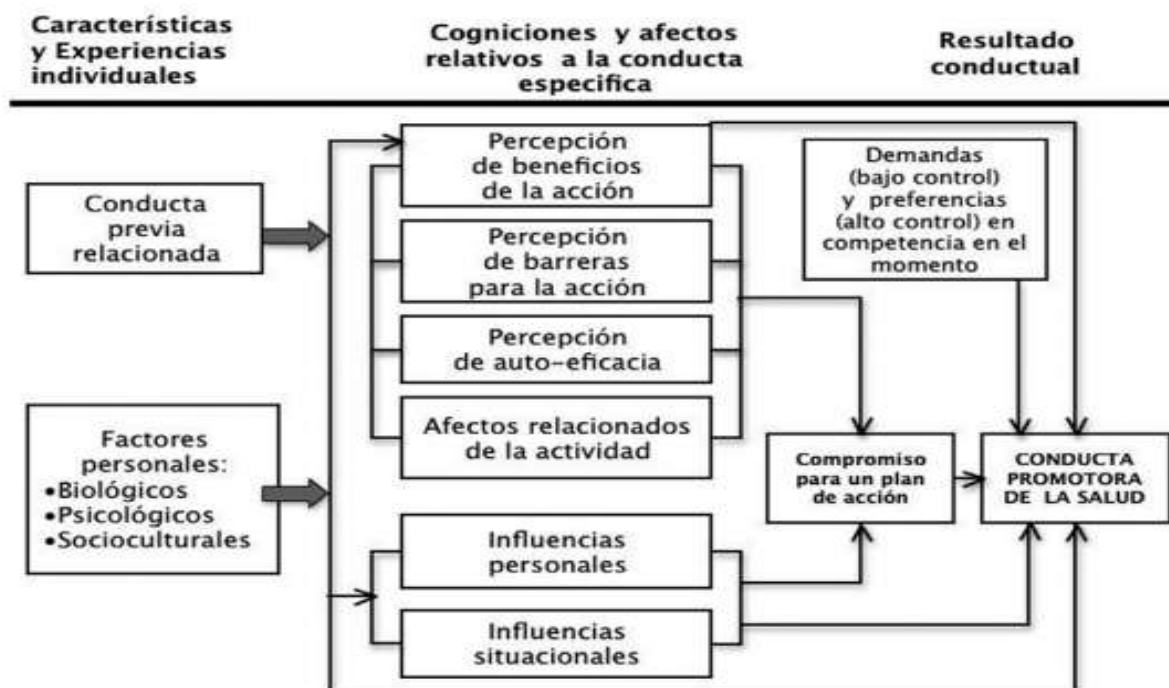 Características
y Experiencias
individuales
Cogniciones y afectos
relativos a la conducta
especifica
Resultado
conductual
Conducta
previa
relacionada
Factores
personales:
•Biológicos
•Psicológicos
•Socioculturales
Percepción
de beneficios
de la acción
Percepción
de barreras
para la acción
Percepción
de auto-eficacia
Afectos relacionados
de la actividad
Influencias
personales
Influencias
situacionales
Demandas
(bajo control)
y preferencias
(alto control) en
competencia en el
momento
Compromiso
para un plan
de acción
CONDUCTA
PROMOTORA
DE LA SALUD